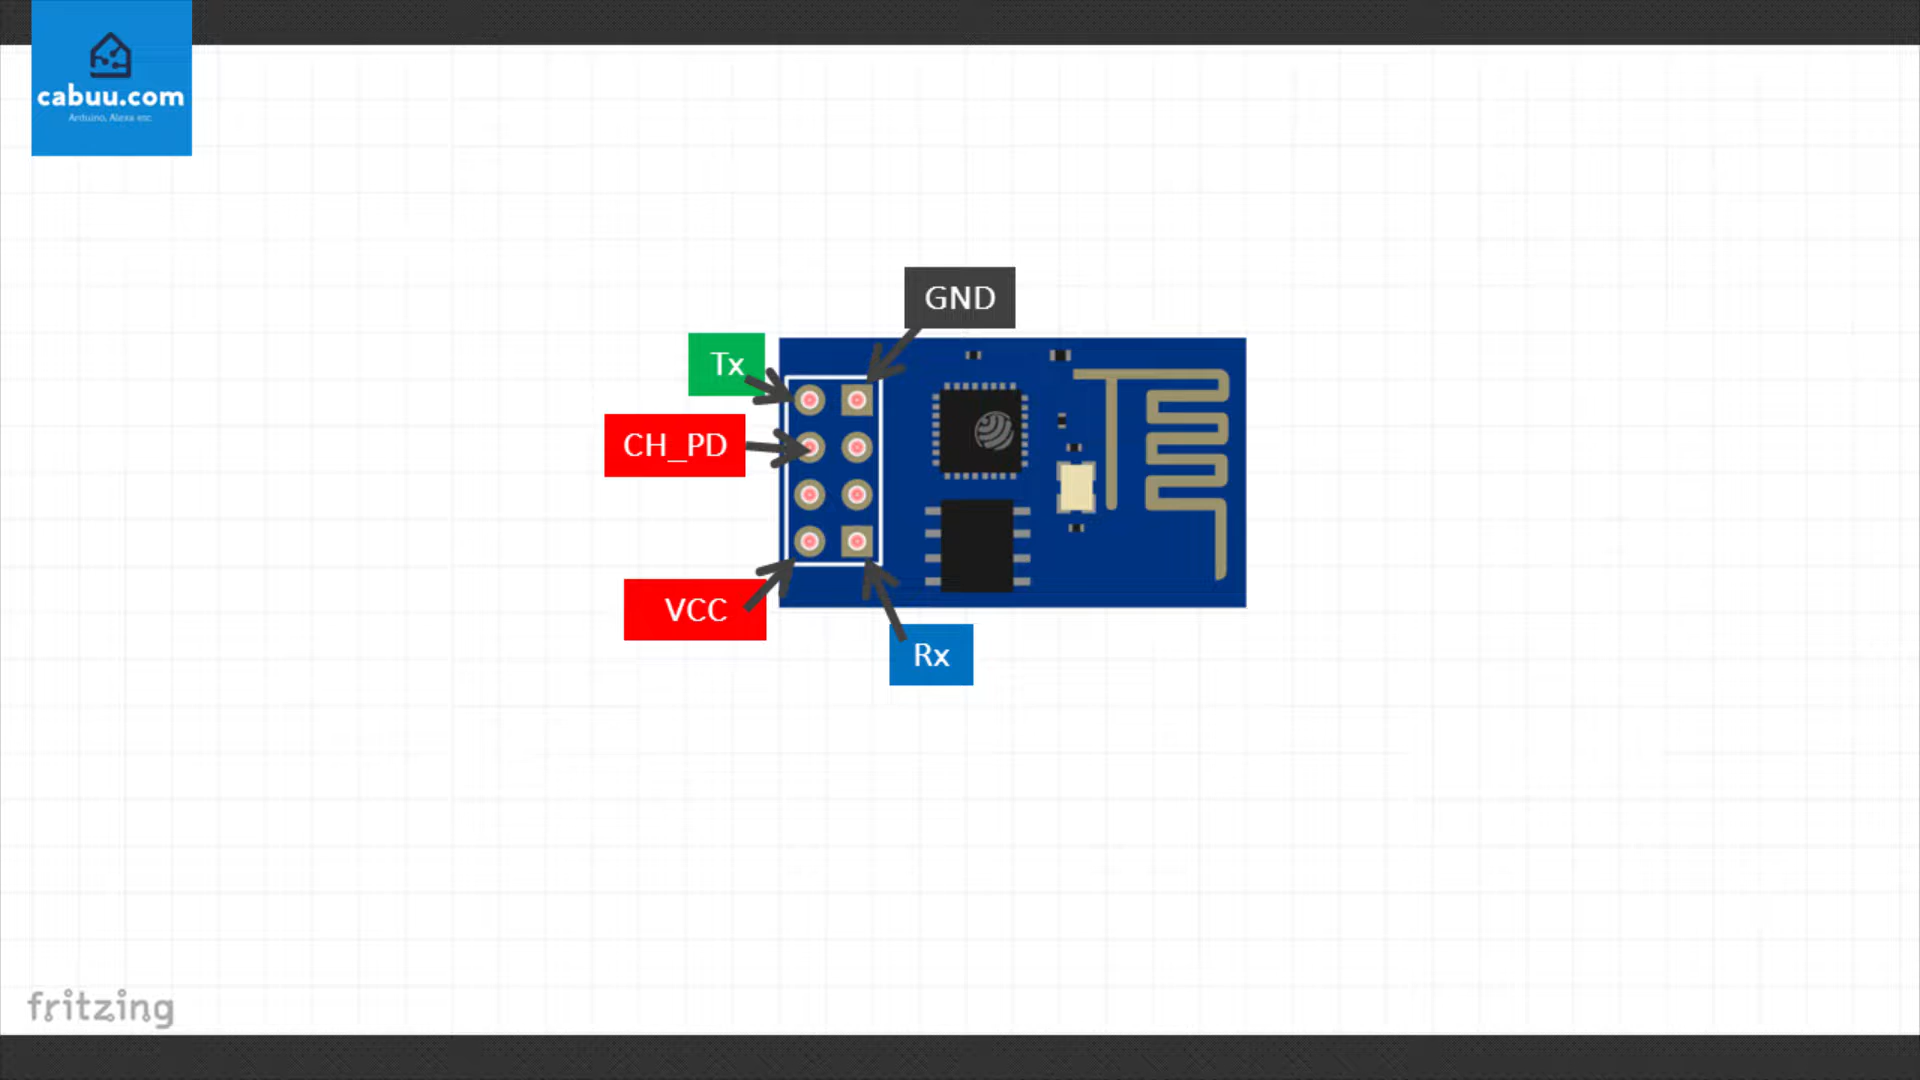 cabuu.com
Arduino, Alexa etc
GND
Tx
CH_PD
VCC
Rx
fritzing